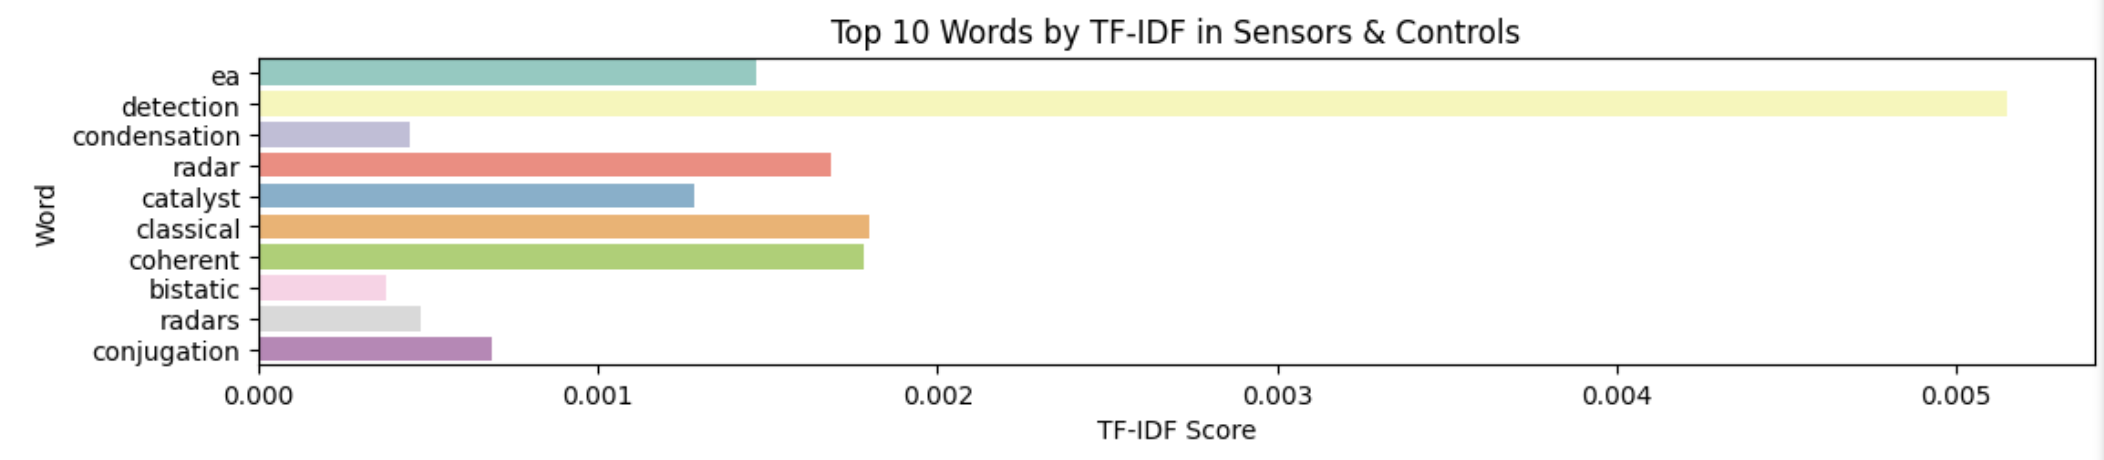 Top 10 Words by TF-IDF in Sensors & Controls
Word
ea
detection
condensation
radar
catalyst
classical
coherent
bistatic
radars
conjugation
0.000 0.001 0.002 0.003 0.004 0.005
TF-IDF Score